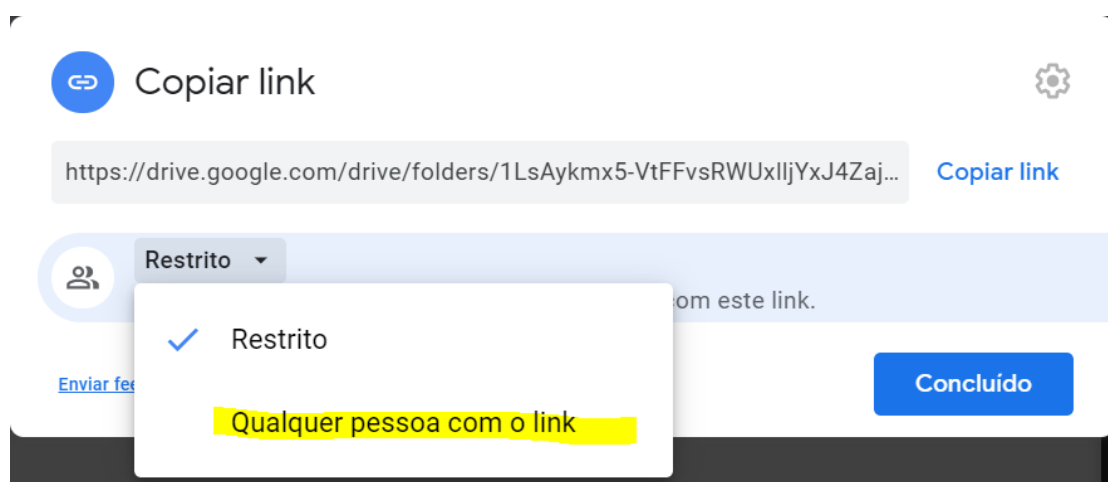 Copiar link
https://drive.google.com/drive/folders/1LsAykmx5-VtFFvsRWUxlljYxJ4Zaj... Copiar link
Restrito
com este link.
Restrito
Enviar fee
Concluído
Qualquer pessoa com o link